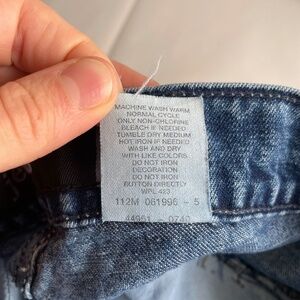 MACHINE WASH WARM
NORMAL CYCLE
ONLY NON-CHLORINE
BLEACH IF NEEDED
TUMBLE DRY MEDIUM
HOT IRON IF NEEDED
WASH AND DRY
WITH LIKE COLORS
DO NOT IRON
DECORATION
DO NOT IRON
BUTTON DIRECTLY
WPL 423
112M 061996 - 5
44961 0740